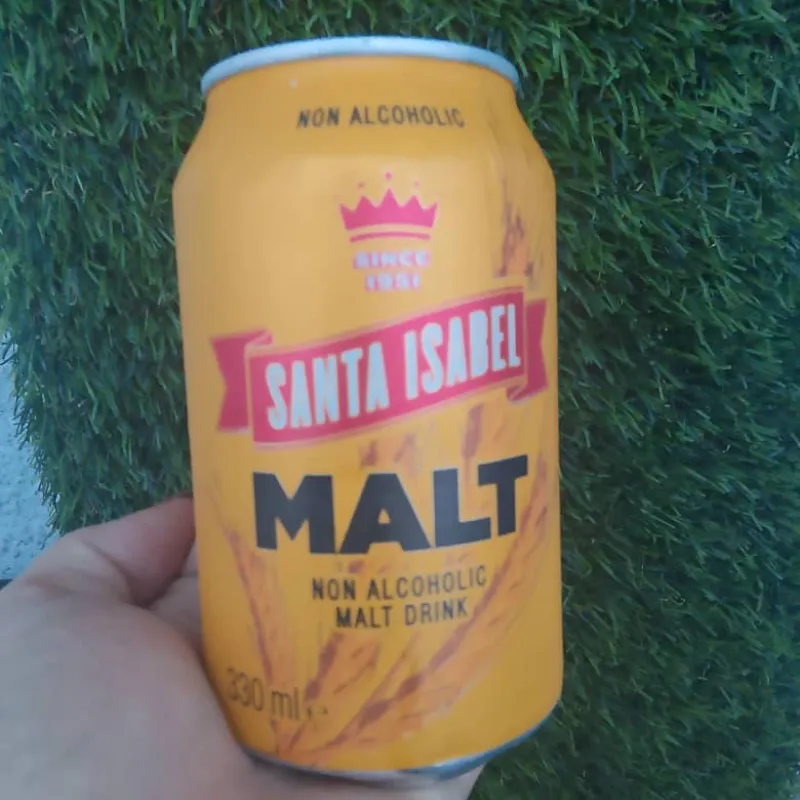 NON ALCOHOLIC
SINCE
SANTA ISABEL
MALT
NON ALCOHOLIC
MALT DRINK
330 ml